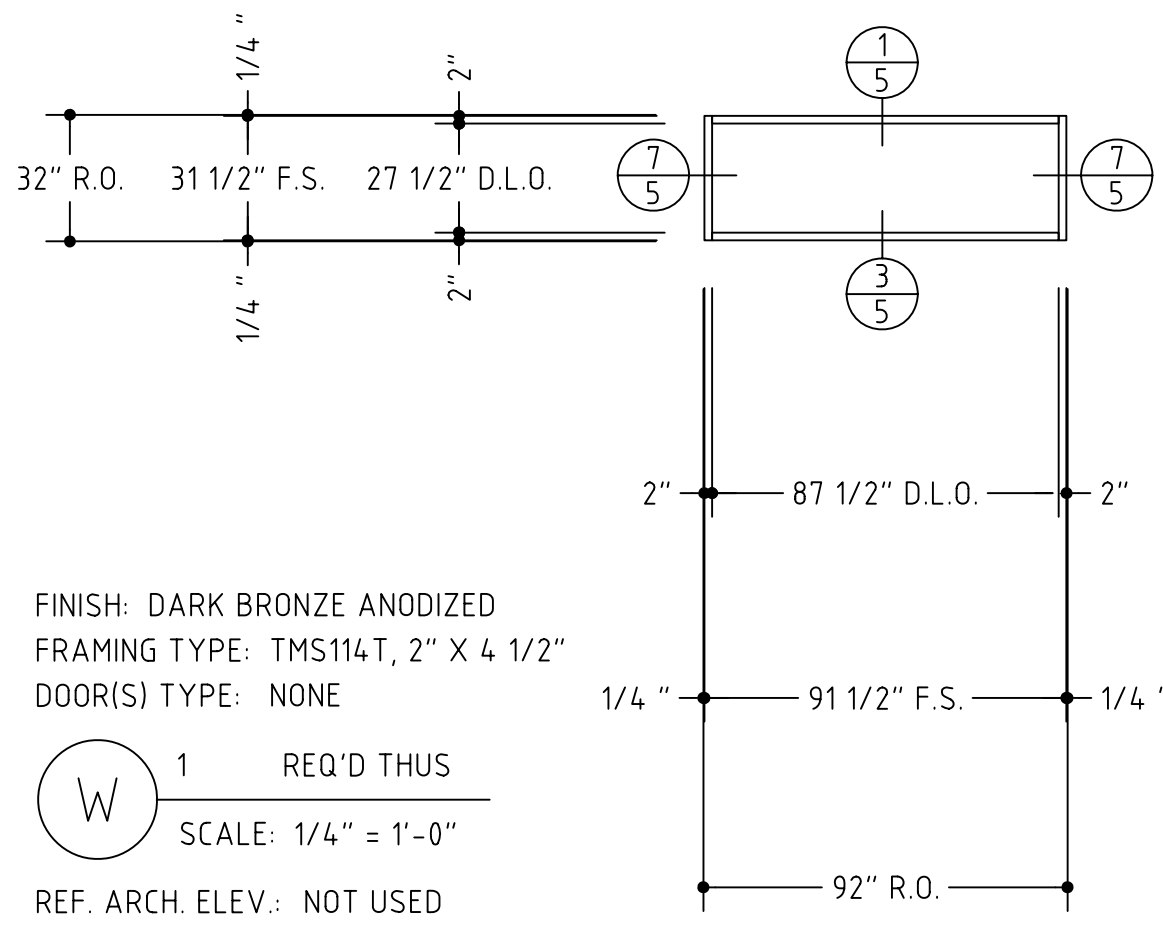 1/4 "
2"
1
5
32" R.O.
31 1/2" F.S.
27 1/2" D.L.O.
7
5
7
5
1/4 "
2"
3
5
2"
87 1/2" D.L.O.
2"
FINISH: DARK BRONZE ANODIZED
FRAMING TYPE: TMS114T, 2" X 4 1/2"
DOOR(S) TYPE: NONE
1/4 "
91 1/2" F.S.
1/4 "
W
1 REQ'D THUS
SCALE: 1/4" = 1'-0"
92" R.O.
REF. ARCH. ELEV.: NOT USED